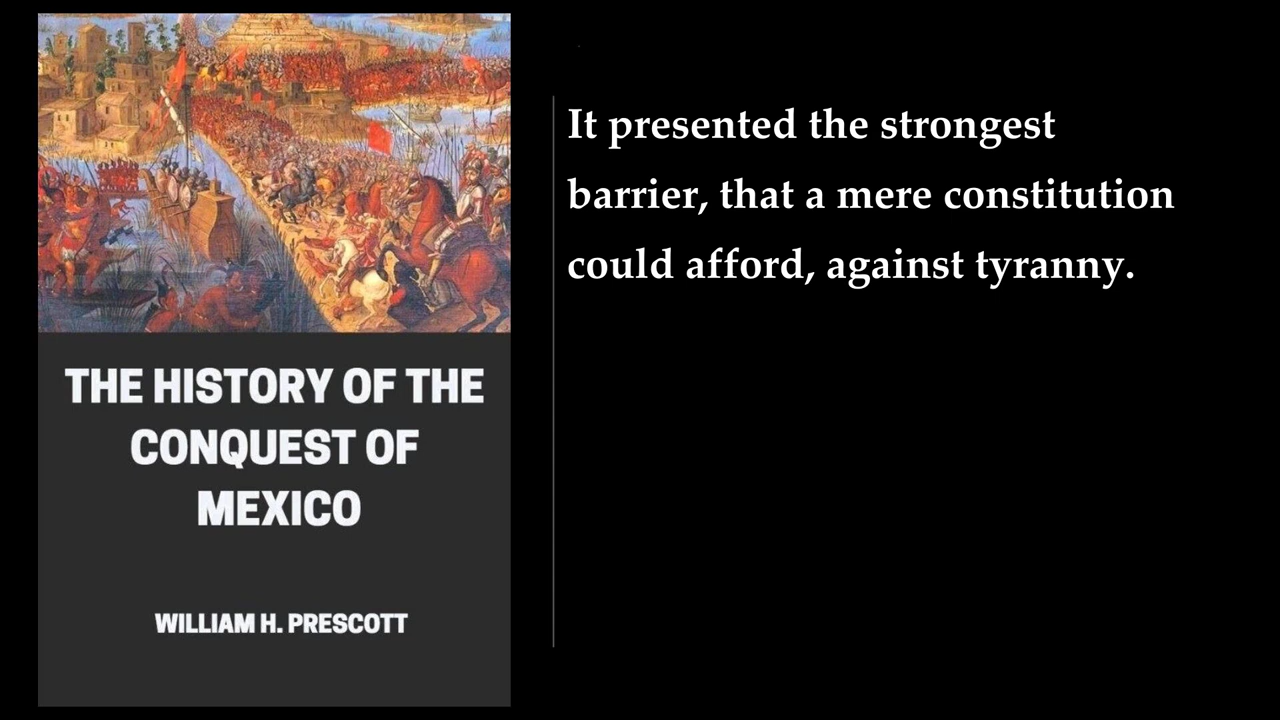 THE HISTORY OF THE
CONQUEST OF
MEXICO
WILLIAM H. PRESCOTT
It presented the strongest
barrier, that a mere constitution
could afford, against tyranny.